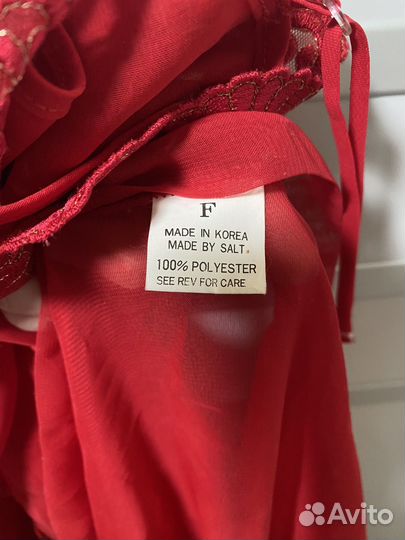 F
MADE IN KOREA
MADE BY SALT.
100% POLYESTER
SEE REV FOR CARE
Avito